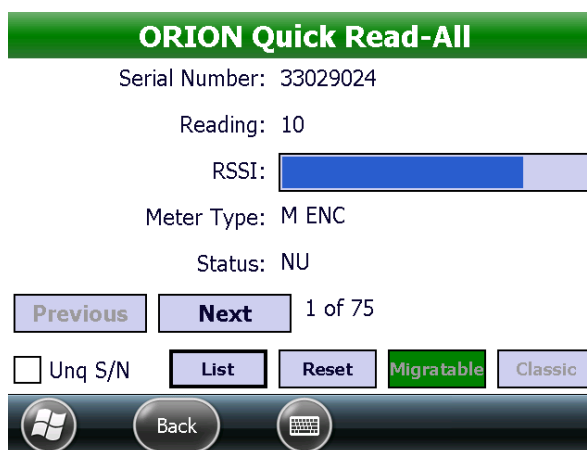 ORION Quick Read-All
Serial Number: 33029024
Reading: 10
RSSI:
Meter Type: M ENC
Status: NU
Previous Next 1 of 75
Unq S/N List Reset Migratable Classic
Back